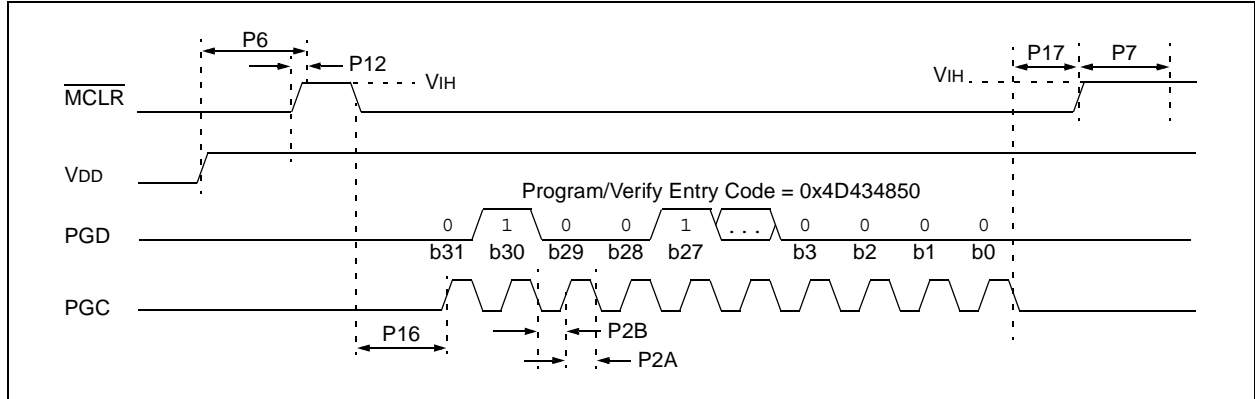 P6
P12
VIH
MCLR
VIH
P17
P7
VDD
Program/Verify Entry Code = 0x4D434850
PGD
0 1 0 0 1 ... 0 0 0 0
b31 b30 b29 b28 b27 b3 b2 b1 b0
PGC
P16
P2B
P2A